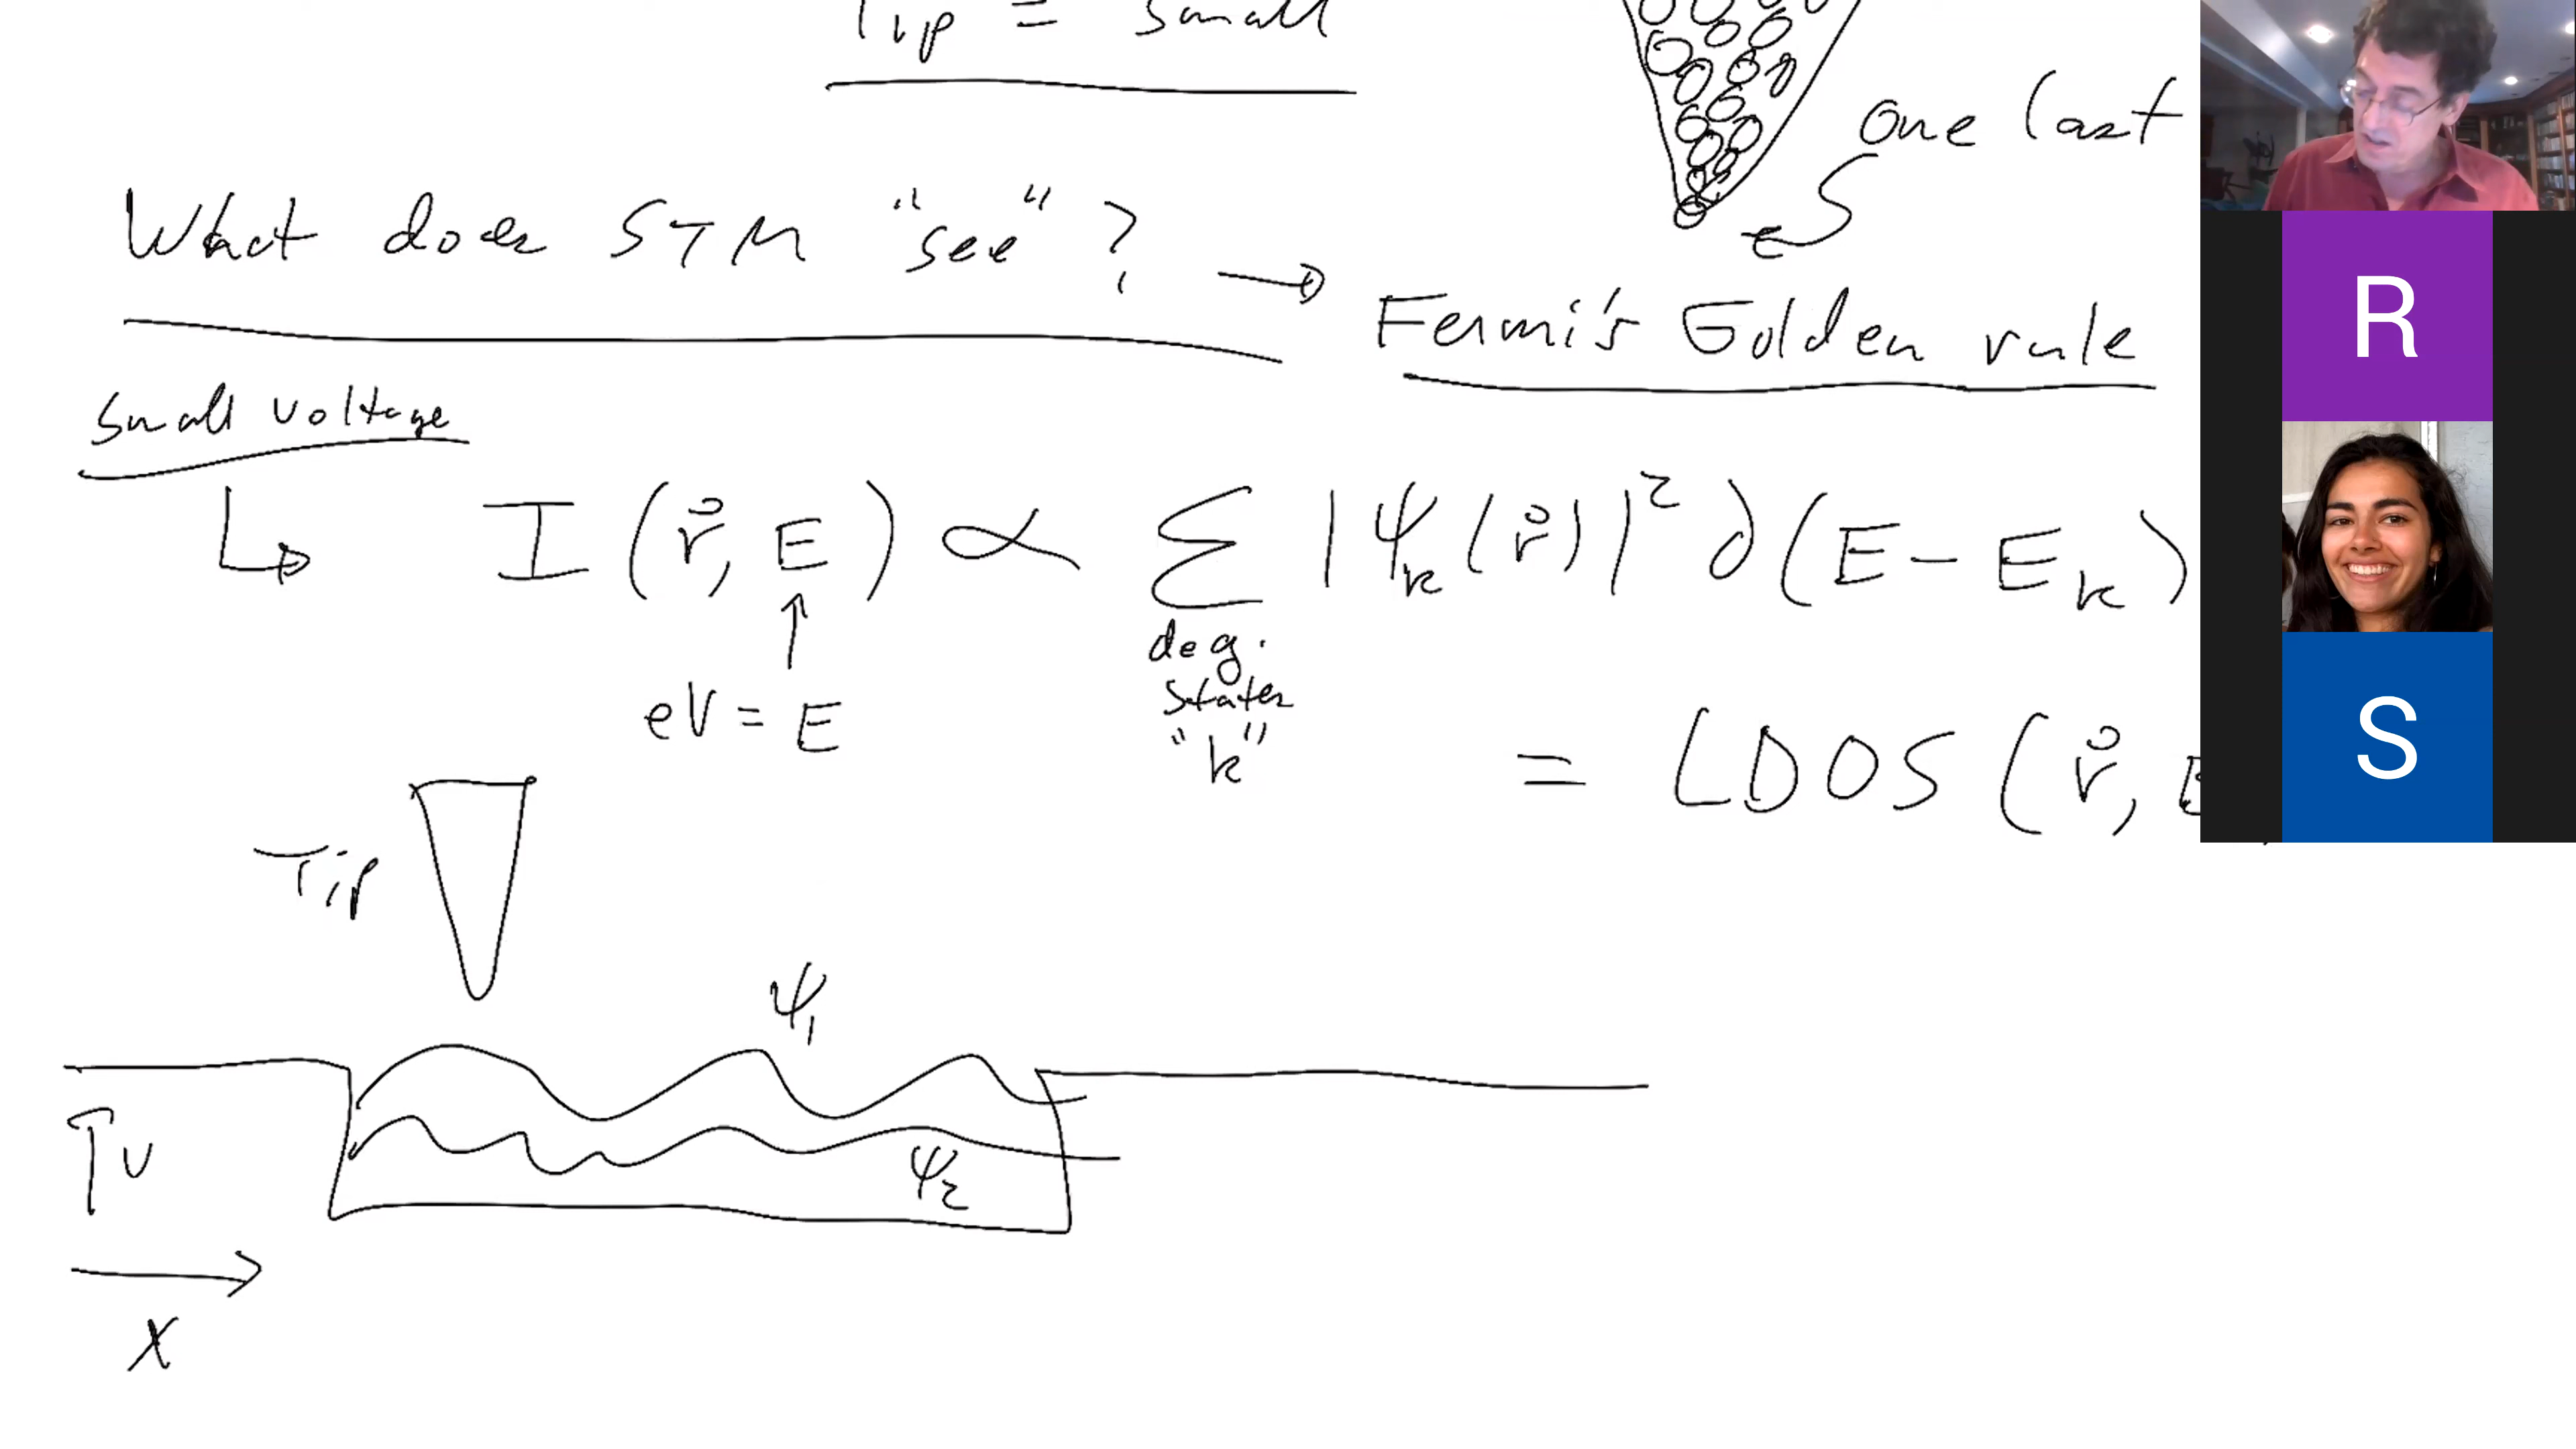 Tip = small
one last
What does STM "see" ? →
Fermi's Golden rule
small voltage
I (r⃗, E) ∝ Σ |ψₖ(r⃗)|² ∂(E − Eₖ)
deg.
states
"k"
eV = E
= LDOS (r⃗, E
Tip
ψ₁
ψ₂
U
x
R
S